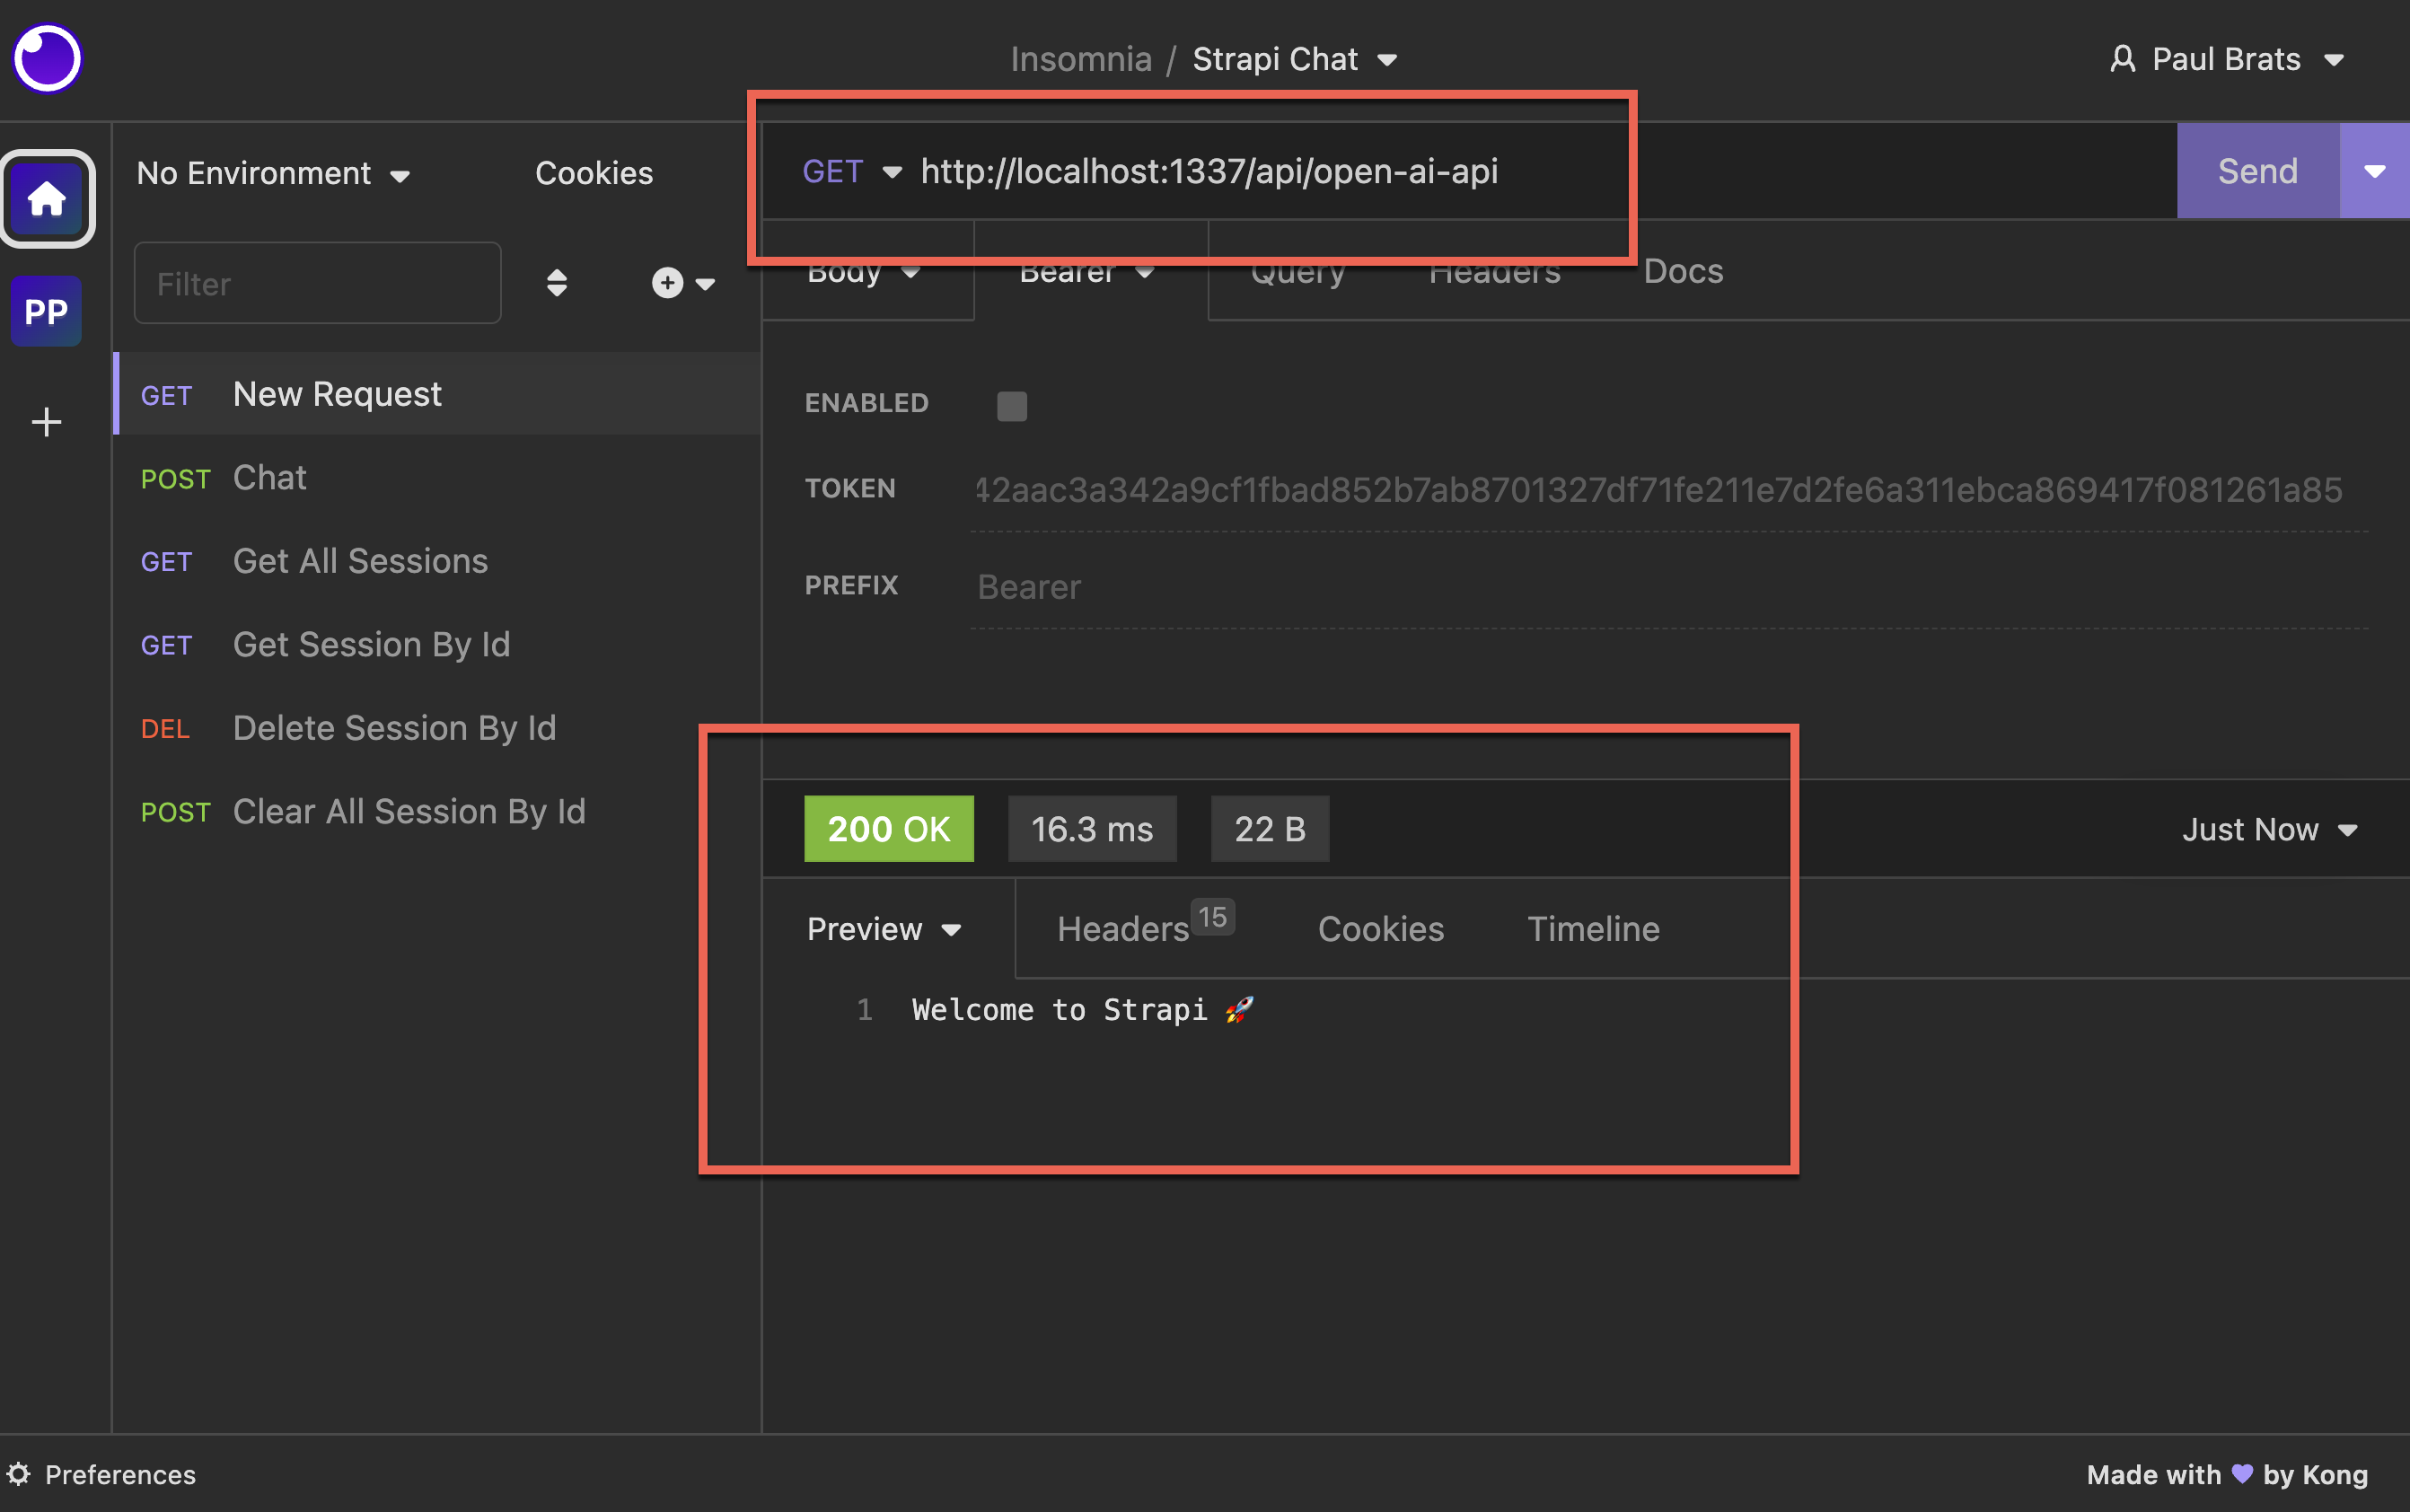 Insomnia / Strapi Chat
Paul Brats
No Environment
Cookies
GET http://localhost:1337/api/open-ai-api
Send
Filter
PP
Body
Bearer
Query
Headers
Docs
GET New Request
POST Chat
GET Get All Sessions
GET Get Session By Id
DEL Delete Session By Id
POST Clear All Session By Id
ENABLED
TOKEN 42aac3a342a9cf1fbad852b7ab8701327df71fe211e7d2fe6a311ebca869417f081261a85
PREFIX Bearer
200 OK
16.3 ms
22 B
Just Now
Preview
Headers 15
Cookies
Timeline
1 Welcome to Strapi 🚀
Preferences
Made with 💜 by Kong